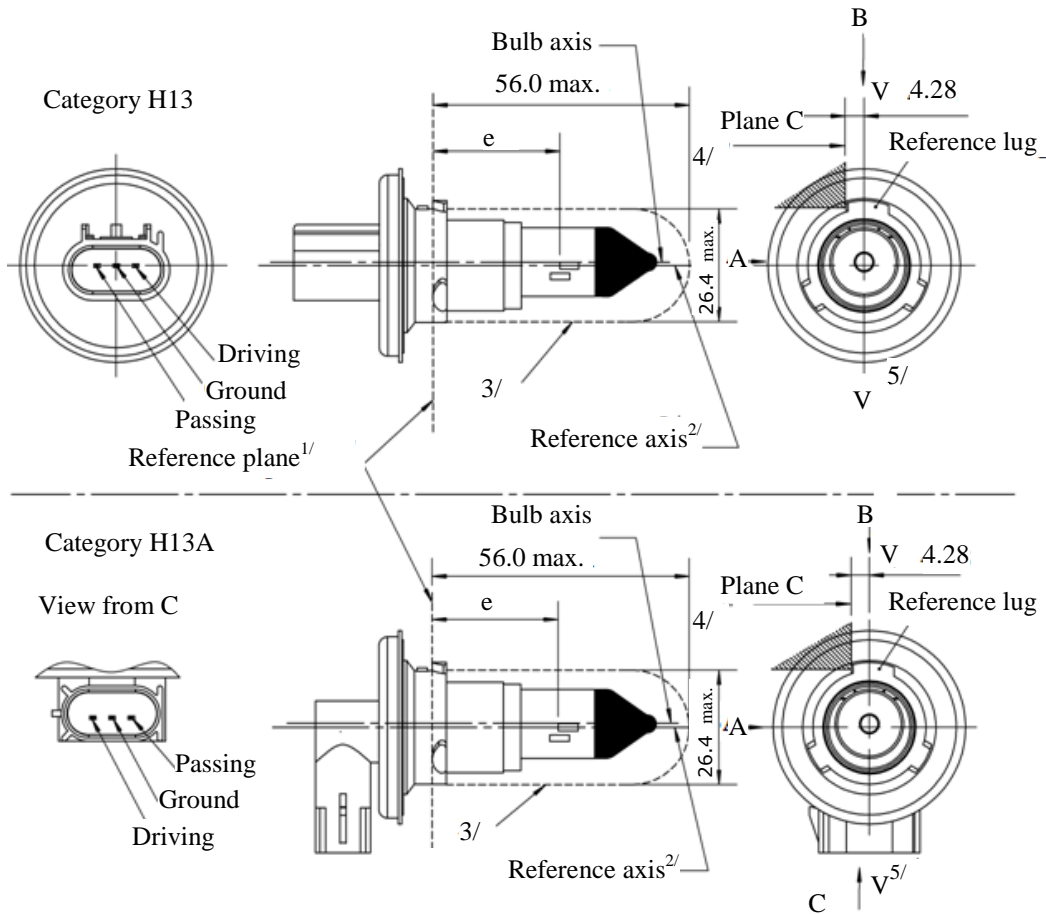 Category H13
Bulb axis
56.0 max.
e
4/
B
V 4.28
Plane C
Reference lug
A
26.4 max.
Driving
Ground
Passing
3/
5/
V
Reference axis2/
Reference plane1/
Category H13A
View from C
Bulb axis
56.0 max.
e
4/
B
V 4.28
Plane C
Reference lug
A
26.4 max.
Passing
Ground
Driving
3/
Reference axis2/
V5/
C